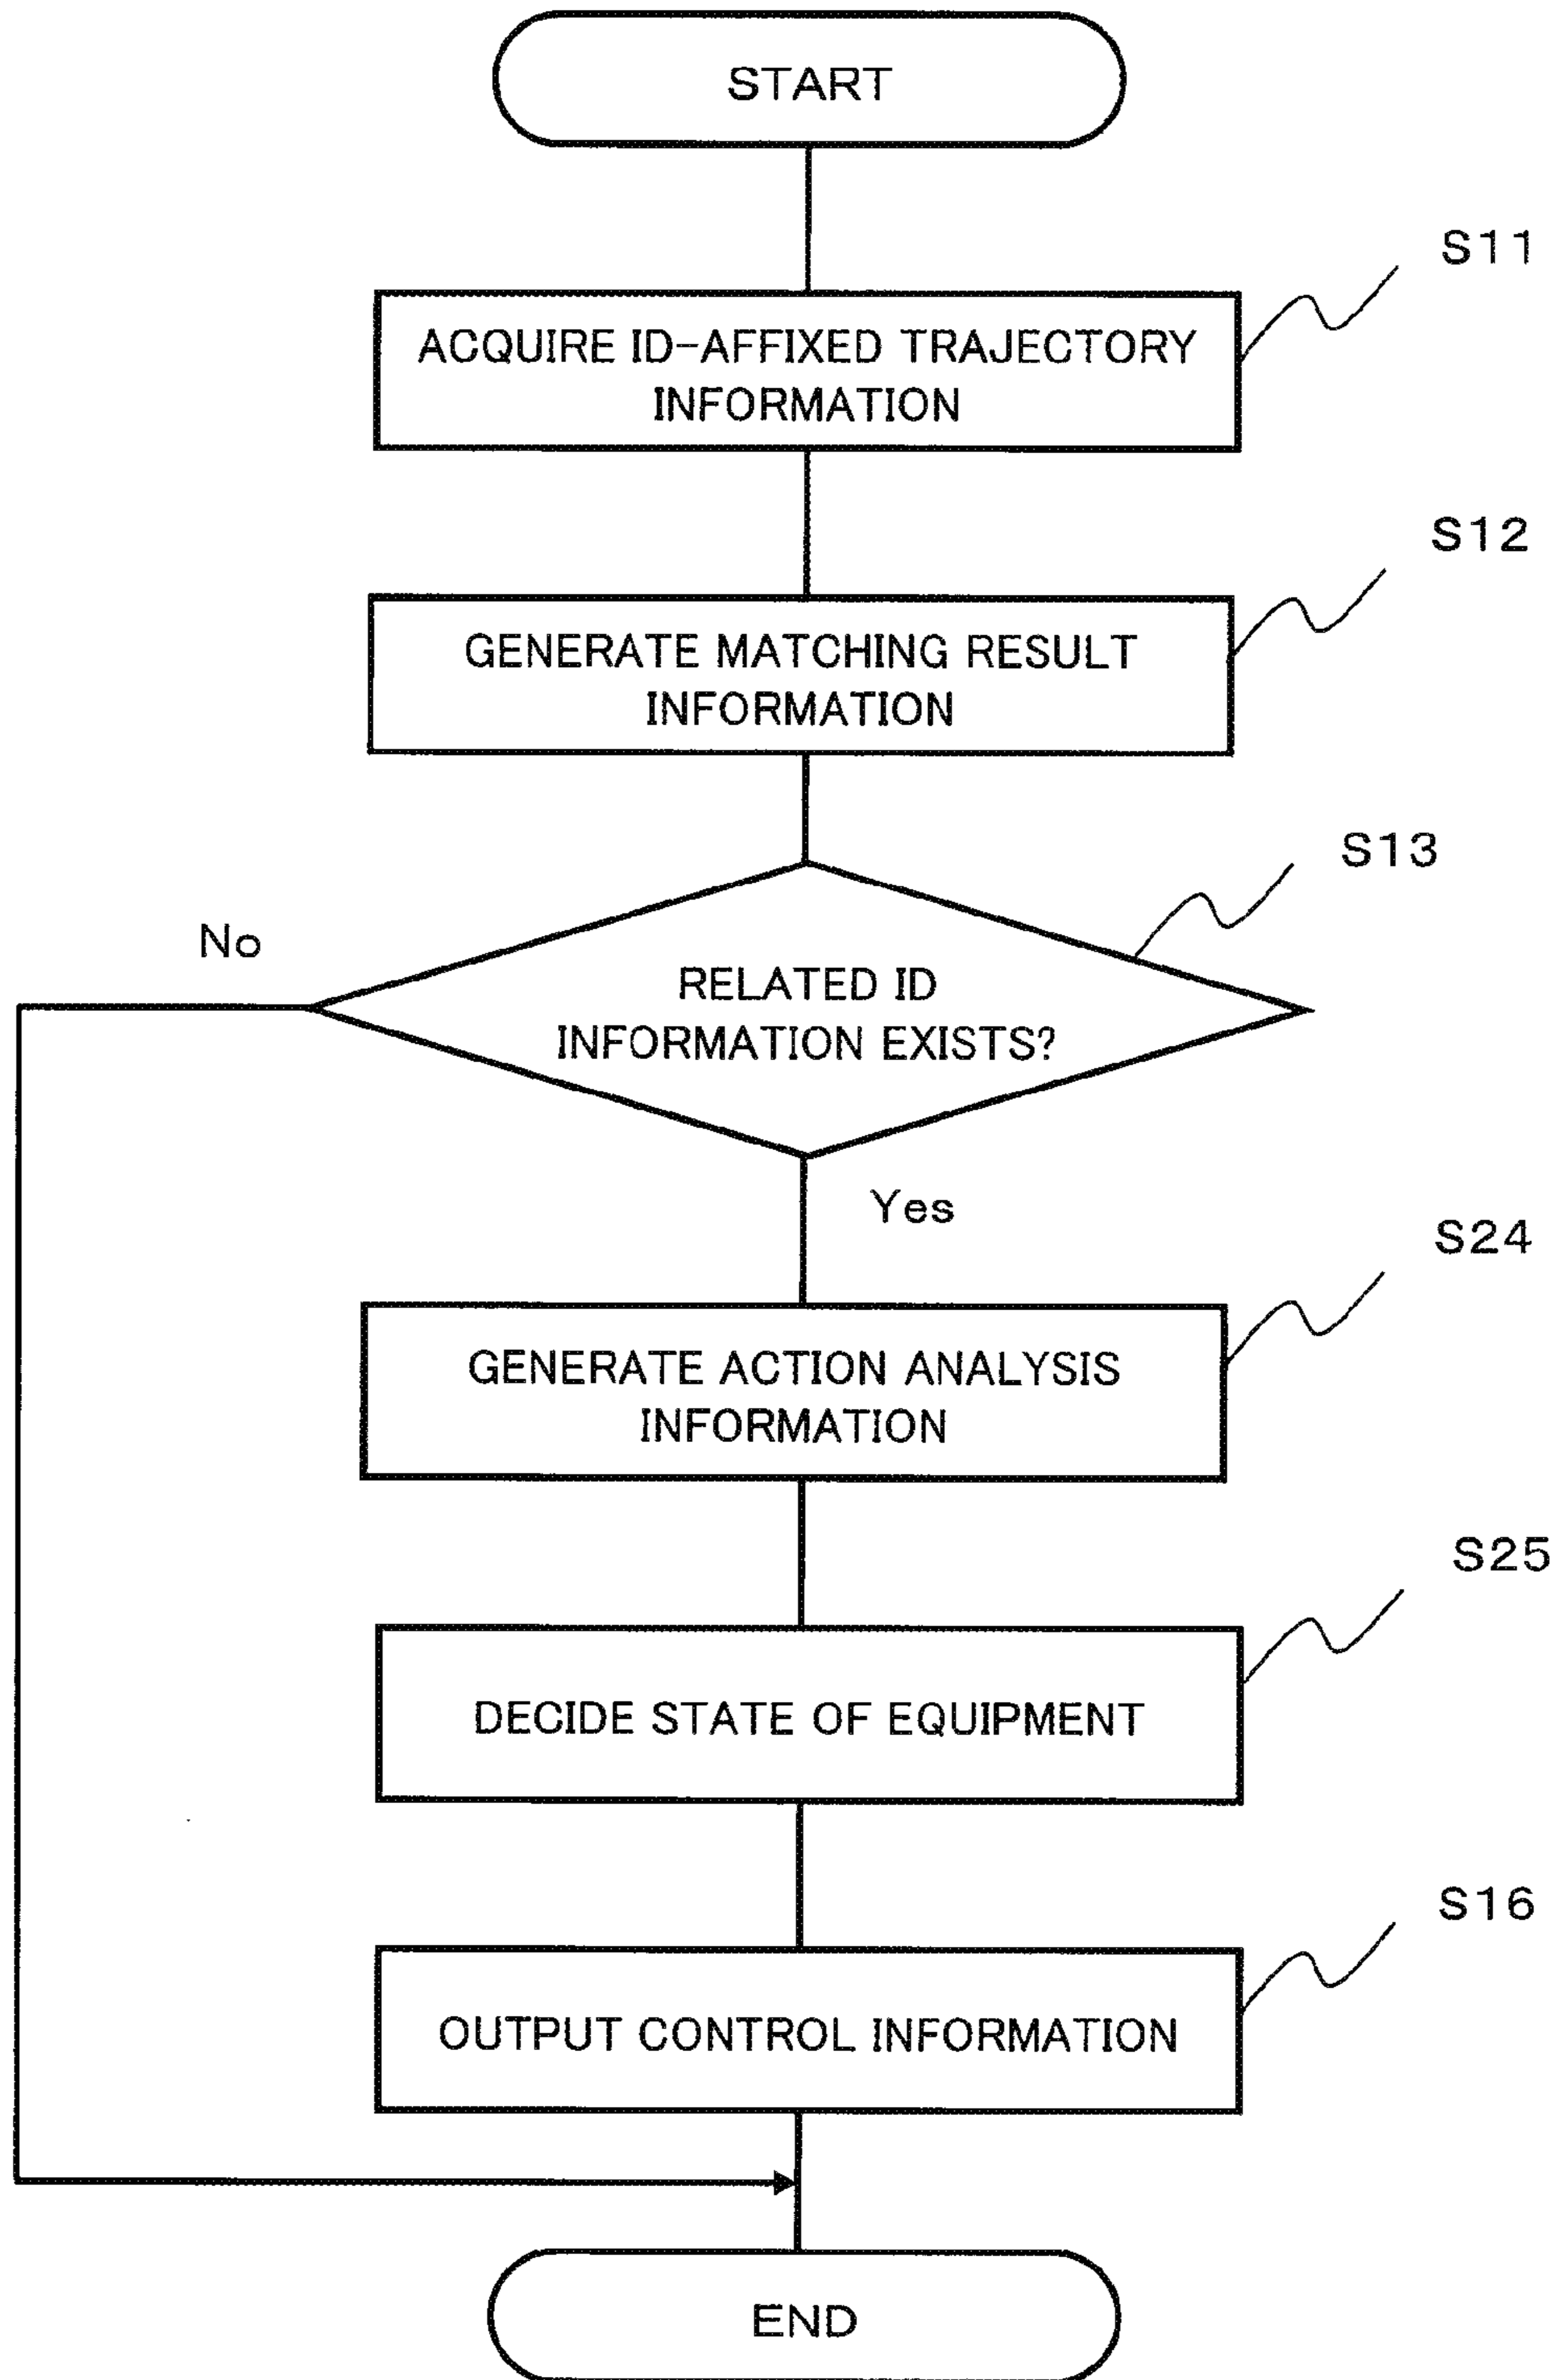 START
S11
ACQUIRE ID-AFFIXED TRAJECTORY
INFORMATION
S12
GENERATE MATCHING RESULT
INFORMATION
S13
No
RELATED ID
INFORMATION EXISTS?
Yes
S24
GENERATE ACTION ANALYSIS
INFORMATION
S25
DECIDE STATE OF EQUIPMENT
S16
OUTPUT CONTROL INFORMATION
END